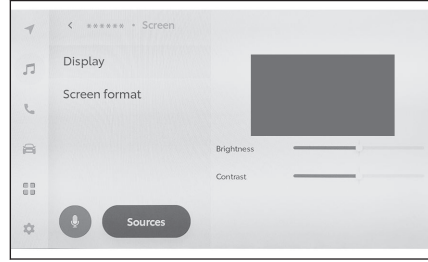 < ****** • Screen
Display
Screen format
Brightness
Contrast
Sources